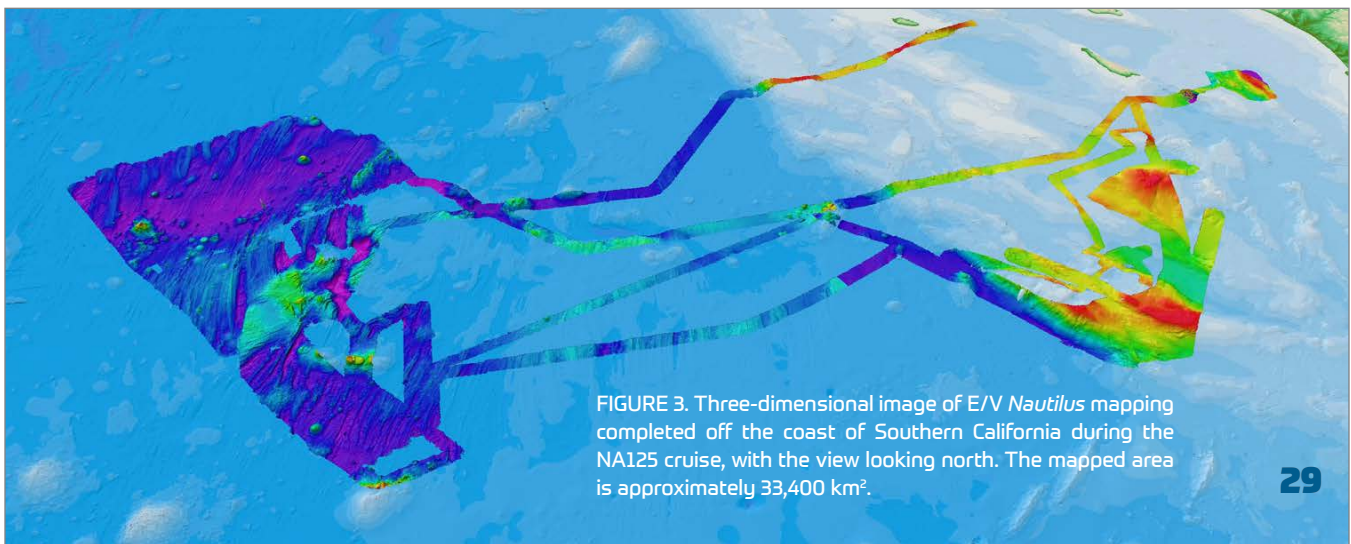 FIGURE 3. Three-dimensional image of E/V Nautilus mapping
completed off the coast of Southern California during the
NA125 cruise, with the view looking north. The mapped area
is approximately 33,400 km².
29